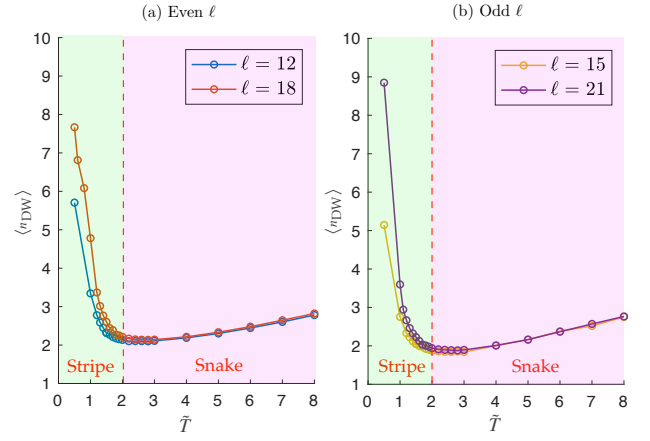 (a) Even ℓ
10
9
8
7
6
5
4
3
2
1
⟨n_DW⟩
ℓ = 12
ℓ = 18
Stripe
Snake
0 1 2 3 4 5 6 7 8
T̃
(b) Odd ℓ
10
9
8
7
6
5
4
3
2
1
⟨n_DW⟩
ℓ = 15
ℓ = 21
Stripe
Snake
0 1 2 3 4 5 6 7 8
T̃